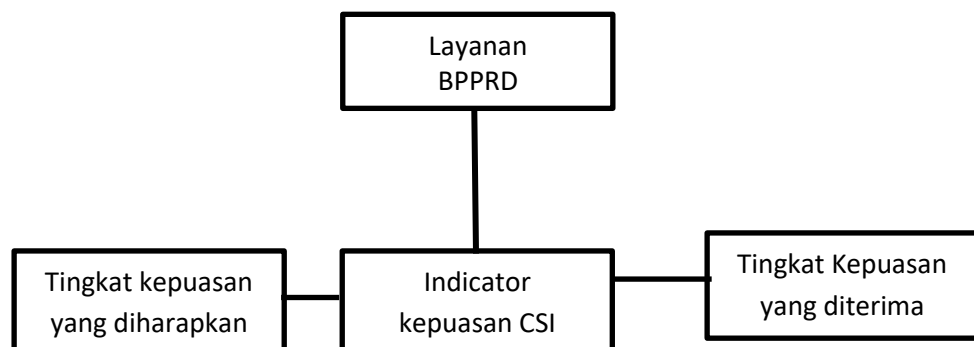 Layanan
BPPRD
Tingkat kepuasan
yang diharapkan
Indicator
kepuasan CSI
Tingkat Kepuasan
yang diterima